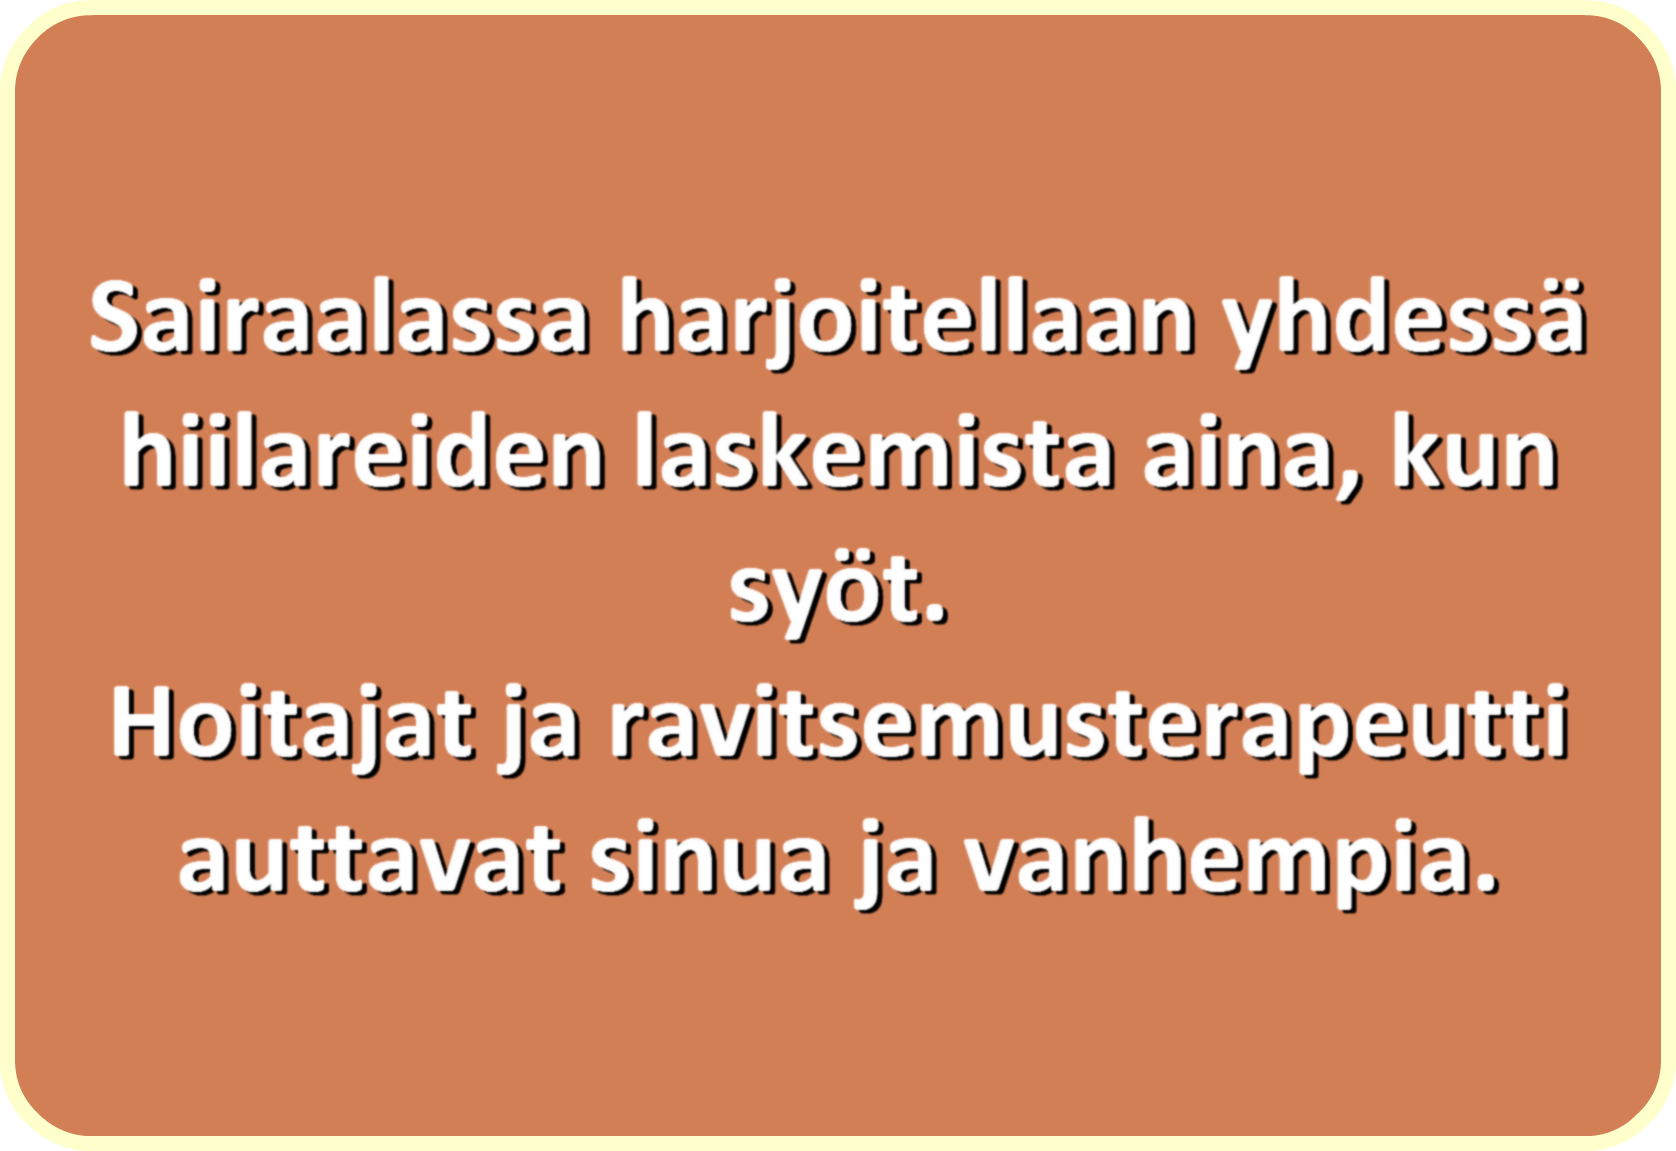 Sairaalassa harjoitellaan yhdessä
hiilareiden laskemista aina, kun
syöt.
Hoitajat ja ravitsemusterapeutti
auttavat sinua ja vanhempia.